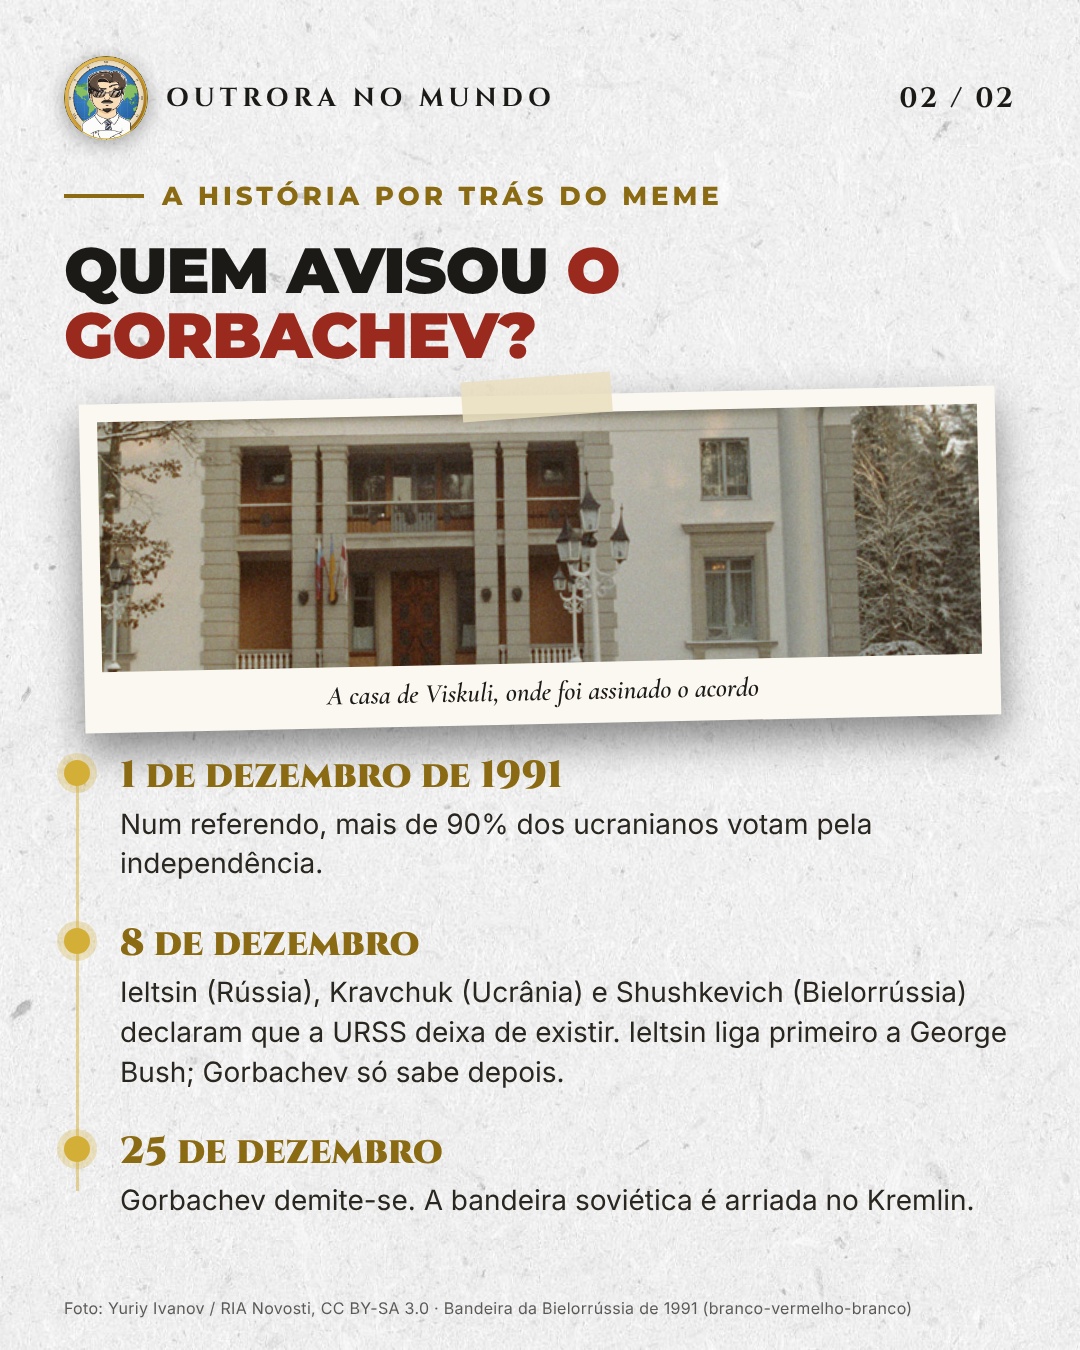 OUTRORA NO MUNDO
02 / 02
A HISTÓRIA POR TRÁS DO MEME
QUEM AVISOU O
GORBACHEV?
A casa de Viskuli, onde foi assinado o acordo
1 DE DEZEMBRO DE 1991
Num referendo, mais de 90% dos ucranianos votam pela
independência.
8 DE DEZEMBRO
Ieltsin (Rússia), Kravchuk (Ucrânia) e Shushkevich (Bielorrússia)
declaram que a URSS deixa de existir. Ieltsin liga primeiro a George
Bush; Gorbachev só sabe depois.
25 DE DEZEMBRO
Gorbachev demite-se. A bandeira soviética é arriada no Kremlin.
Foto: Yuriy Ivanov / RIA Novosti, CC BY-SA 3.0 · Bandeira da Bielorrússia de 1991 (branco-vermelho-branco)